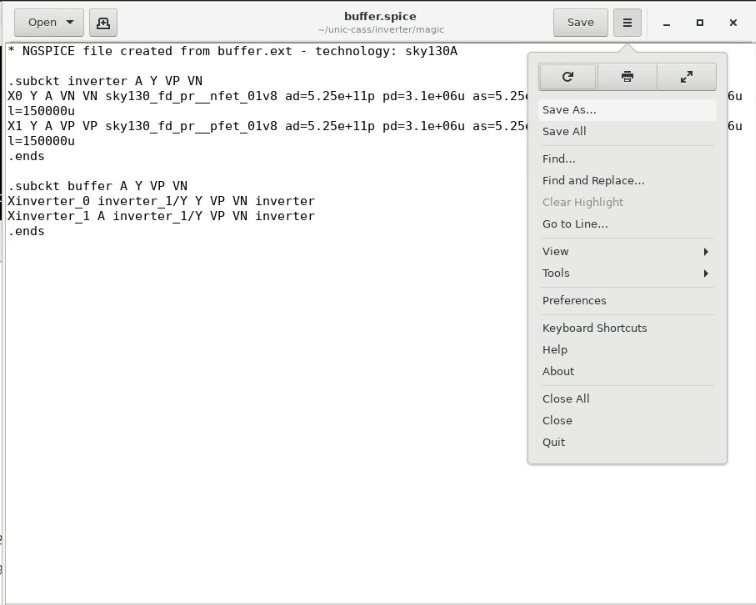 Open
buffer.spice
~/unic-cass/inverter/magic
Save
* NGSPICE file created from buffer.ext - technology: sky130A
.subckt inverter A Y VP VN
X0 Y A VN VN sky130_fd_pr__nfet_01v8 ad=5.25e+11p pd=3.1e+06u as=5.25e 6u
l=150000u
X1 Y A VP VP sky130_fd_pr__pfet_01v8 ad=5.25e+11p pd=3.1e+06u as=5.25e 6u
l=150000u
.ends
.subckt buffer A Y VP VN
Xinverter_0 inverter_1/Y Y VP VN inverter
Xinverter_1 A inverter_1/Y VP VN inverter
.ends
Save As...
Save All
Find...
Find and Replace...
Clear Highlight
Go to Line...
View
Tools
Preferences
Keyboard Shortcuts
Help
About
Close All
Close
Quit